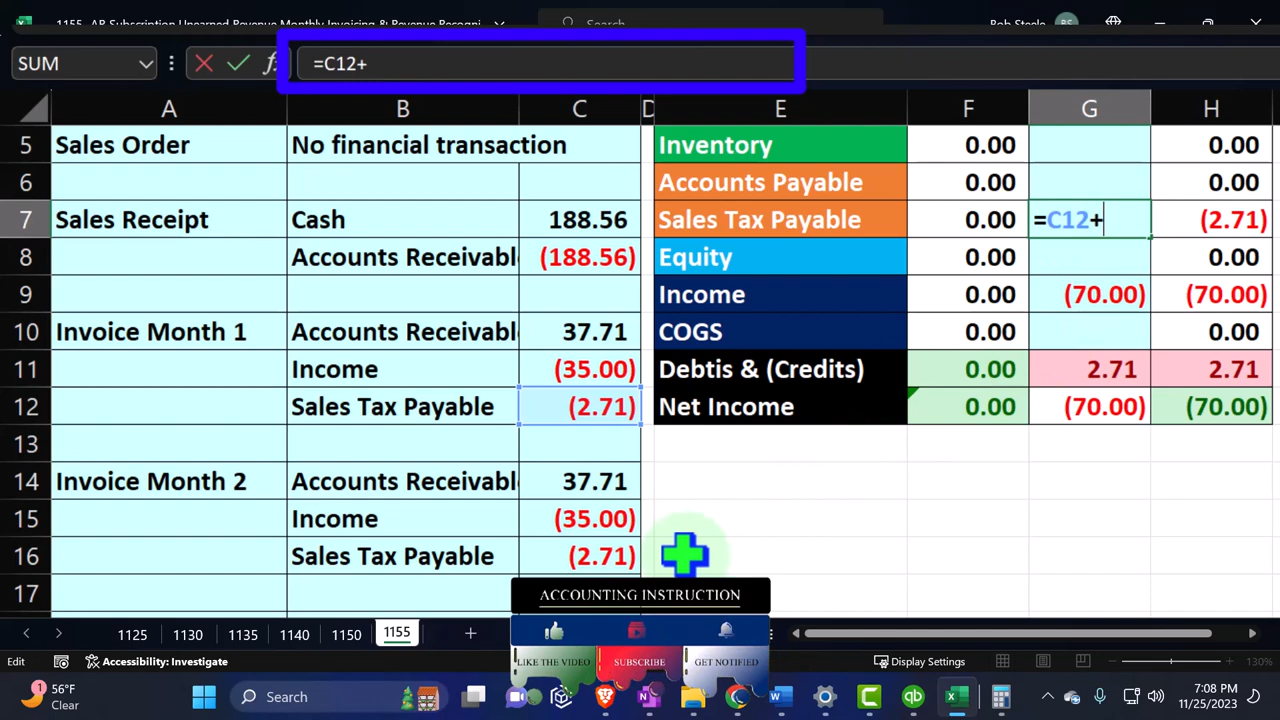 1155 AR Subscription Unearned Revenue Monthly Invoicing & Revenue Recogni
Search
Rob Steele
BS
SUM
fx
=C12+
A B C D E F G H
5 Sales Order No financial transaction Inventory 0.00 0.00
6 Accounts Payable 0.00 0.00
7 Sales Receipt Cash 188.56 Sales Tax Payable 0.00 =C12+ (2.71)
8 Accounts Receivabl (188.56) Equity 0.00 0.00
9 Income 0.00 (70.00) (70.00)
10 Invoice Month 1 Accounts Receivabl 37.71 COGS 0.00 0.00
11 Income (35.00) Debtis & (Credits) 0.00 2.71 2.71
12 Sales Tax Payable (2.71) Net Income 0.00 (70.00) (70.00)
13
14 Invoice Month 2 Accounts Receivabl 37.71
15 Income (35.00)
16 Sales Tax Payable (2.71)
17
ACCOUNTING INSTRUCTION
LIKE THE VIDEO SUBSCRIBE GET NOTIFIED
1125 1130 1135 1140 1150 1155
Edit Accessibility: Investigate Display Settings 130%
1
56°F
Clear
Search
7:08 PM
11/25/2023